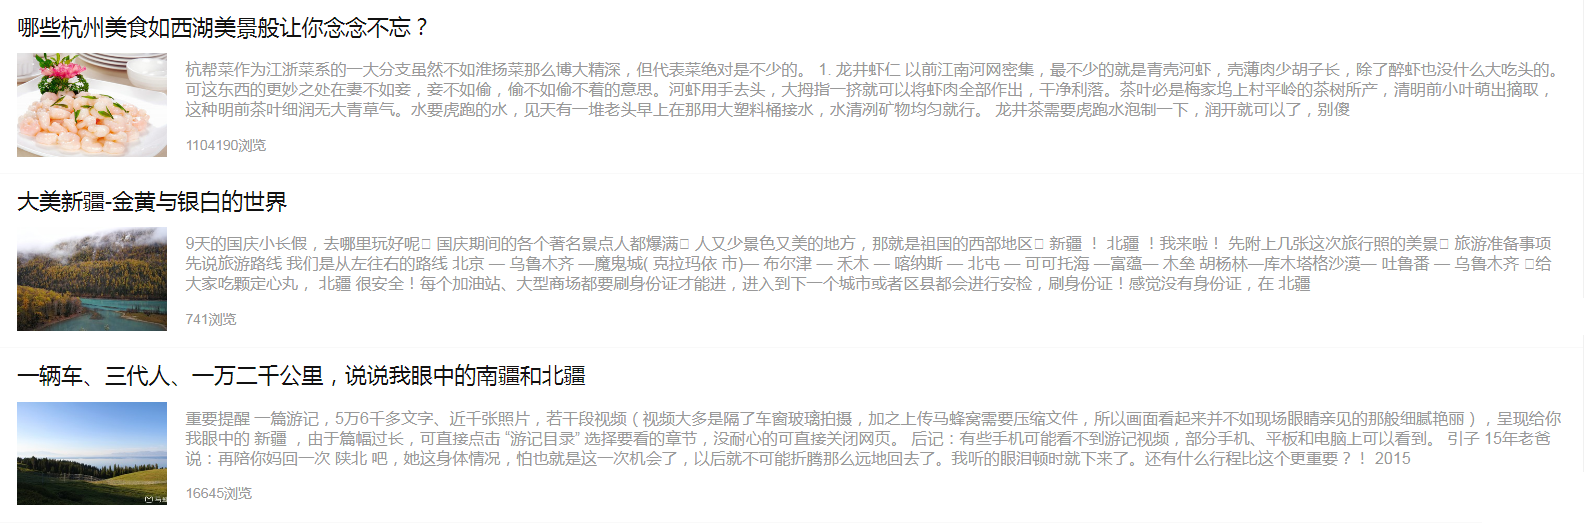 哪些杭州美食如西湖美景般让你念念不忘？
杭帮菜作为江浙菜系的一大分支虽然不如淮扬菜那么博大精深，但代表菜绝对是不少的。 1. 龙井虾仁 以前江南河网密集，最不少的就是青壳河虾，壳薄肉少胡子长，除了醉虾也没什么大吃头的。
可这东西的更妙之处在妻不如妾，妾不如偷，偷不如偷不着的意思。河虾用手去头，大拇指一挤就可以将虾肉全部作出，干净利落。茶叶必是梅家坞上村平岭的茶树所产，清明前小叶萌出摘取，
这种明前茶叶细润无大青草气。水要虎跑的水，见天有一堆老头早上在那用大塑料桶接水，水清冽矿物均匀就行。 龙井茶需要虎跑水泡制一下，润开就可以了，别傻
1104190浏览
大美新疆-金黄与银白的世界
9天的国庆小长假，去哪里玩好呢 国庆期间的各个著名景点人都爆满 人又少景色又美的地方，那就是祖国的西部地区 新疆 ！ 北疆 ！我来啦！ 先附上几张这次旅行照的美景 旅游准备事项
先说旅游路线 我们是从左往右的路线 北京 — 乌鲁木齐 —魔鬼城( 克拉玛依 市)— 布尔津 — 禾木 — 喀纳斯 — 北屯 — 可可托海 —富蕴— 木垒 胡杨林—库木塔格沙漠— 吐鲁番 — 乌鲁木齐 给
大家吃颗定心丸， 北疆 很安全！每个加油站、大型商场都要刷身份证才能进，进入到下一个城市或者区县都会进行安检，刷身份证！感觉没有身份证，在 北疆
741浏览
一辆车、三代人、一万二千公里，说说我眼中的南疆和北疆
重要提醒 一篇游记，5万6千多文字、近千张照片，若干段视频（视频大多是隔了车窗玻璃拍摄，加之上传马蜂窝需要压缩文件，所以画面看起来并不如现场眼睛亲见的那般细腻艳丽），呈现给你
我眼中的 新疆 ，由于篇幅过长，可直接点击 “游记目录” 选择要看的章节，没耐心的可直接关闭网页。 后记：有些手机可能看不到游记视频，部分手机、平板和电脑上可以看到。 引子 15年老爸
说：再陪你妈回一次 陕北 吧，她这身体情况，怕也就是这一次机会了，以后就不可能折腾那么远地回去了。我听的眼泪顿时就下来了。还有什么行程比这个更重要？！ 2015
16645浏览